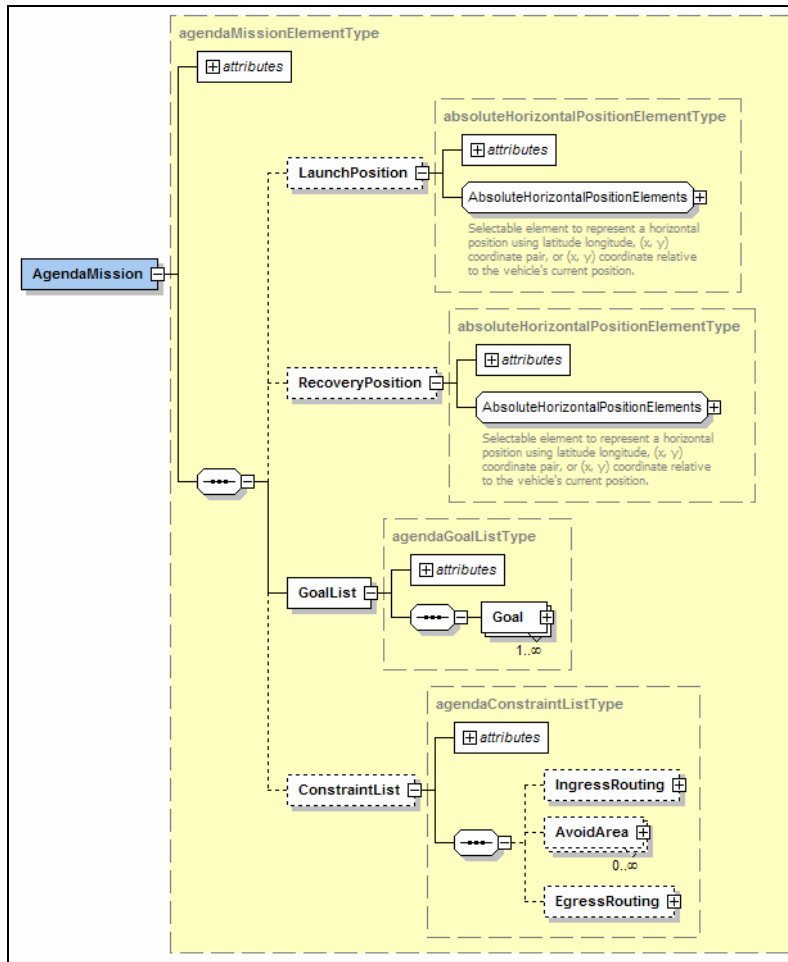 agendaMissionElementType
attributes
absoluteHorizontalPositionElementType
attributes
LaunchPosition
AbsoluteHorizontalPositionElements
Selectable element to represent a horizontal
position using latitude longitude, (x, y)
coordinate pair, or (x, y) coordinate relative
to the vehicle's current position.
AgendaMission
absoluteHorizontalPositionElementType
attributes
RecoveryPosition
AbsoluteHorizontalPositionElements
Selectable element to represent a horizontal
position using latitude longitude, (x, y)
coordinate pair, or (x, y) coordinate relative
to the vehicle's current position.
agendaGoalListType
attributes
GoalList
Goal
1..∞
agendaConstraintListType
attributes
ConstraintList
IngressRouting
AvoidArea
0..∞
EgressRouting